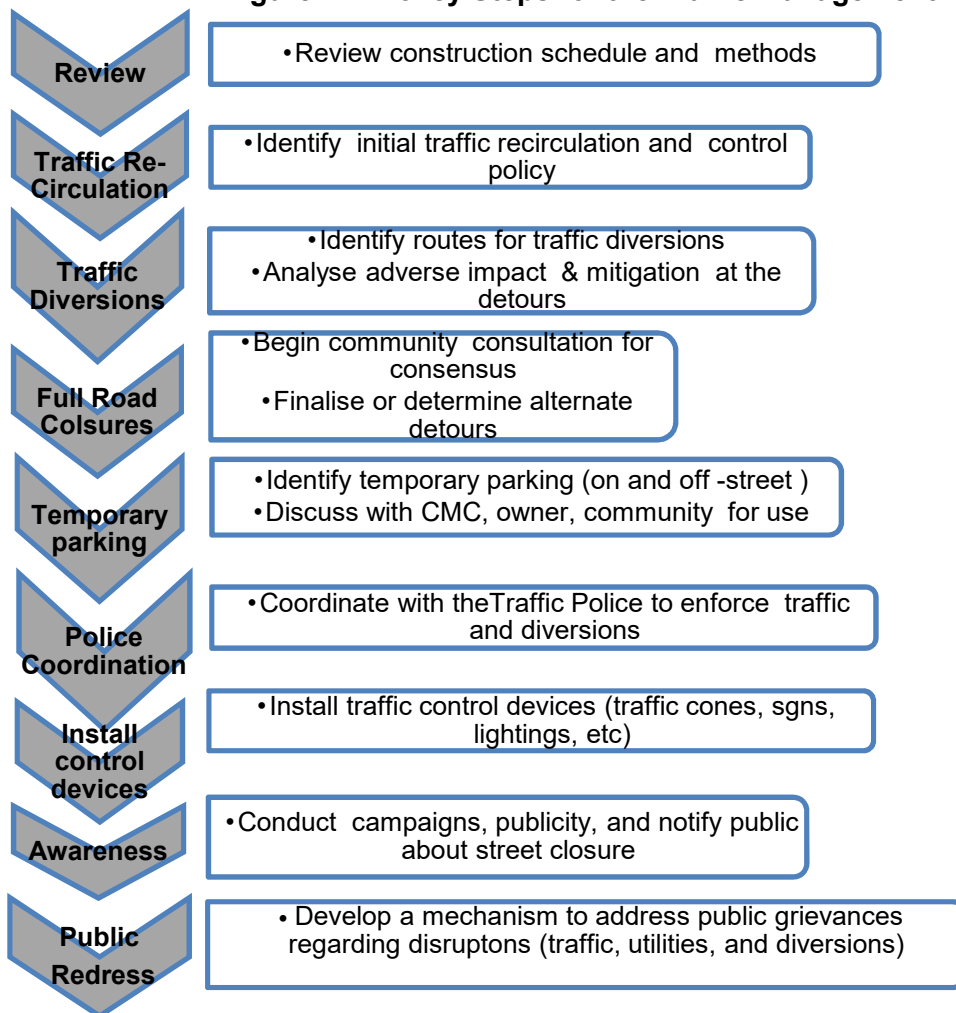 Review
•Review construction schedule and methods
Traffic Re-
Circulation
•Identify initial traffic recirculation and control
policy
Traffic
Diversions
•Identify routes for traffic diversions
•Analyse adverse impact & mitigation at the
detours
Full Road
Colsures
•Begin community consultation for
consensus
•Finalise or determine alternate
detours
Temporary
parking
•Identify temporary parking (on and off -street )
•Discuss with CMC, owner, community for use
Police
Coordination
•Coordinate with theTraffic Police to enforce traffic
and diversions
Install
control
devices
•Install traffic control devices (traffic cones, sgns,
lightings, etc)
Awareness
•Conduct campaigns, publicity, and notify public
about street closure
Public
Redress
• Develop a mechanism to address public grievances
regarding disruptons (traffic, utilities, and diversions)